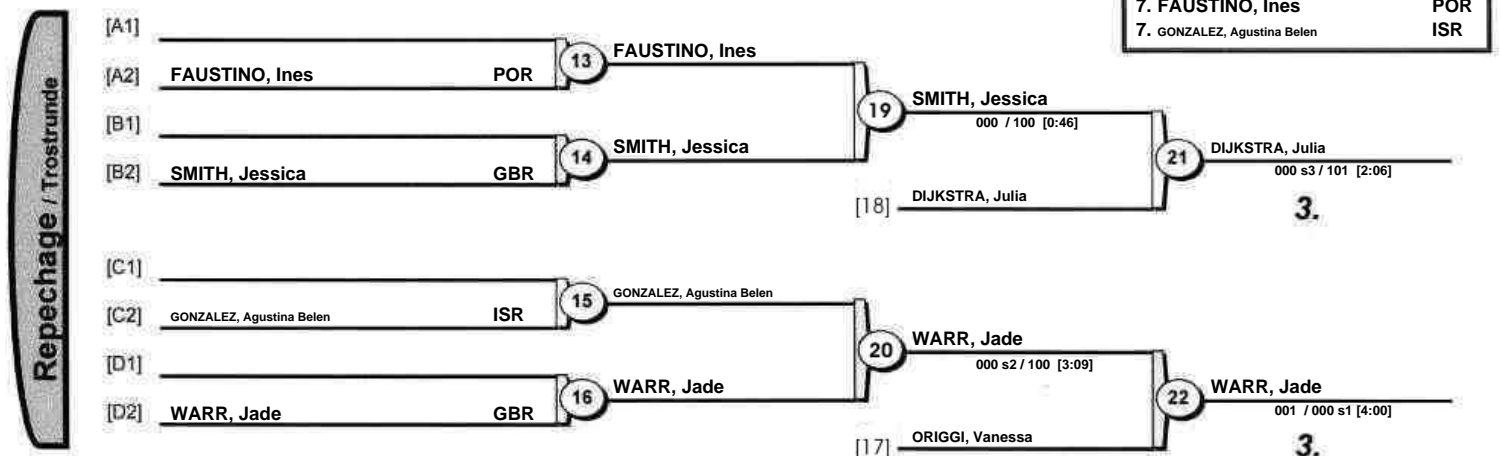 7. FAUSTINO, Ines POR
7. GONZALEZ, Agustina Belen ISR
Repechage / Trostrunde
[A1]
[A2] FAUSTINO, Ines POR
13 FAUSTINO, Ines
[B1]
[B2] SMITH, Jessica GBR
14 SMITH, Jessica
19 SMITH, Jessica
000 / 100 [0:46]
[18] DIJKSTRA, Julia
21 DIJKSTRA, Julia
000 s3 / 101 [2:06]
3.
[C1]
[C2] GONZALEZ, Agustina Belen ISR
15 GONZALEZ, Agustina Belen
[D1]
[D2] WARR, Jade GBR
16 WARR, Jade
20 WARR, Jade
000 s2 / 100 [3:09]
[17] ORIGGI, Vanessa
22 WARR, Jade
001 / 000 s1 [4:00]
3.